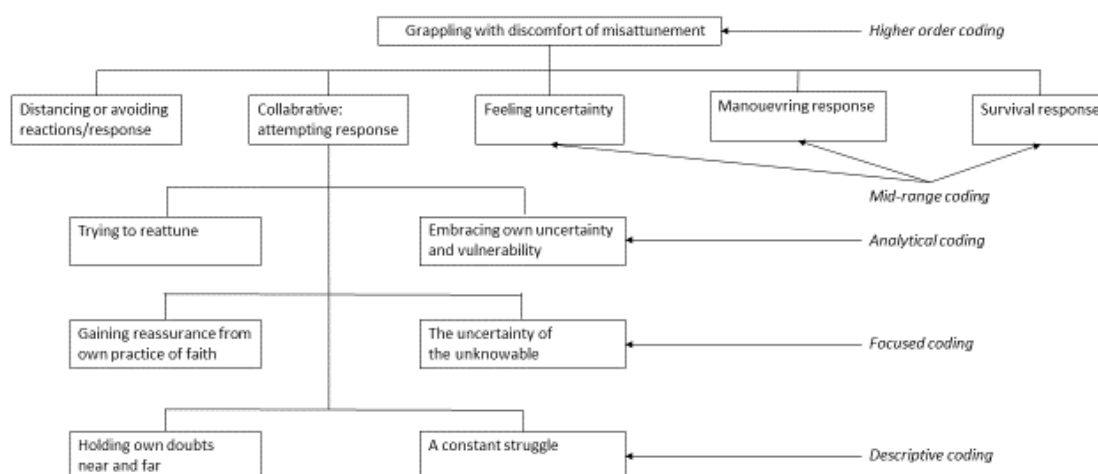 Grappling with discomfort of misattunement
Higher order coding
Distancing or avoiding
reactions/response
Collabrative:
attempting response
Feeling uncertainty
Manouevring response
Survival response
Mid-range coding
Trying to reattune
Embracing own uncertainty
and vulnerability
Analytical coding
Gaining reassurance from
own practice of faith
The uncertainty of
the unknowable
Focused coding
Holding own doubts
near and far
A constant struggle
Descriptive coding